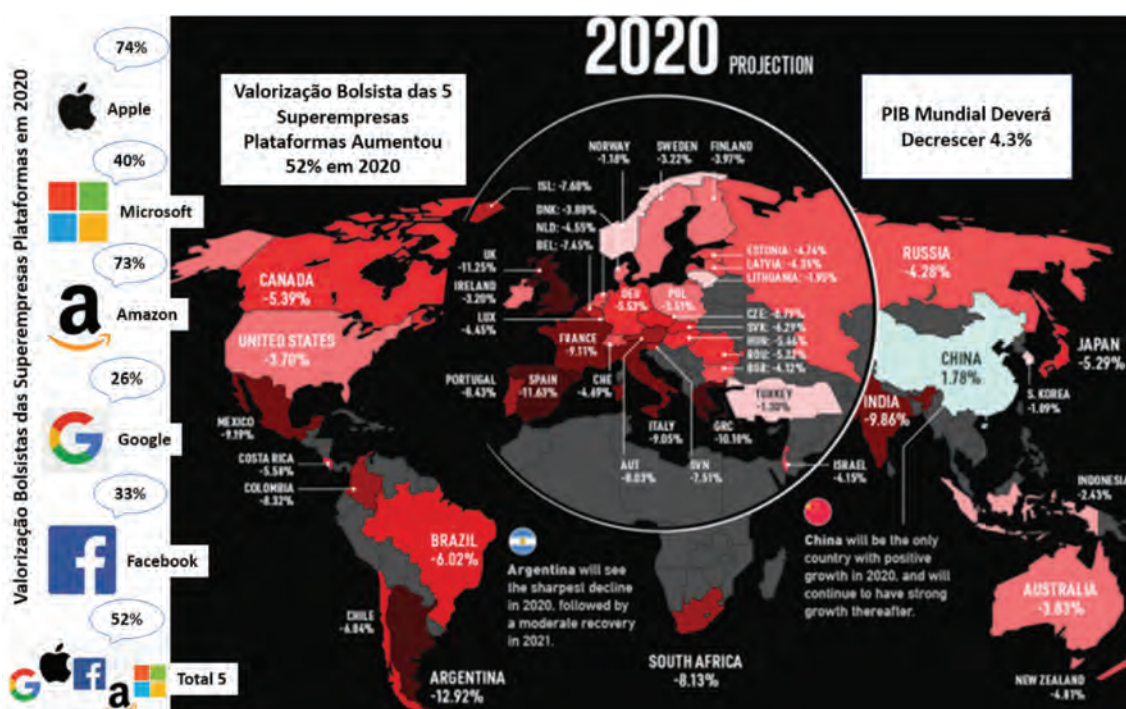 Valorização Bolsistas das Superempresas Plataformas em 2020
74%
Apple
40%
Microsoft
73%
Amazon
26%
Google
33%
Facebook
52%
Total 5
Valorização Bolsista das 5
Superempresas
Plataformas Aumentou
52% em 2020
2020 PROJECTION
PIB Mundial Deverá
Decrescer 4.3%
NORWAY
-1.18%
SWEDEN
-3.22%
FINLAND
-3.97%
ISL: -7.68%
DNK: -3.88%
NLD: -4.55%
BEL: -7.45%
UK
-11.25%
IRELAND
-3.20%
LUX
-4.45%
ESTONIA: -4.74%
LATVIA: -4.34%
LITHUANIA: -1.95%
DEU
-5.53%
POL
-3.51%
CZE: -6.79%
SVK: -6.29%
HUN: -5.46%
ROU: -5.22%
BGR: -4.12%
FRANCE
-9.11%
PORTUGAL
-8.43%
SPAIN
-11.63%
CHE
-4.69%
ITALY
-9.05%
GRC
-10.18%
TURKEY
-1.30%
AUT
-8.03%
SVN
-7.51%
ISRAEL
-4.15%
CANADA
-5.39%
UNITED STATES
-3.70%
MEXICO
-9.19%
COSTA RICA
-5.58%
COLOMBIA
-8.32%
BRAZIL
-6.02%
CHILE
-6.84%
ARGENTINA
-12.92%
Argentina will see
the sharpest decline
in 2020, followed by
a moderate recovery
in 2021.
SOUTH AFRICA
-8.13%
RUSSIA
-4.28%
CHINA
1.78%
JAPAN
-5.29%
S. KOREA
-1.09%
INDIA
-9.86%
INDONESIA
-2.43%
China will be the only
country with positive
growth in 2020, and will
continue to have strong
growth thereafter.
AUSTRALIA
-3.83%
NEW ZEALAND
-4.81%